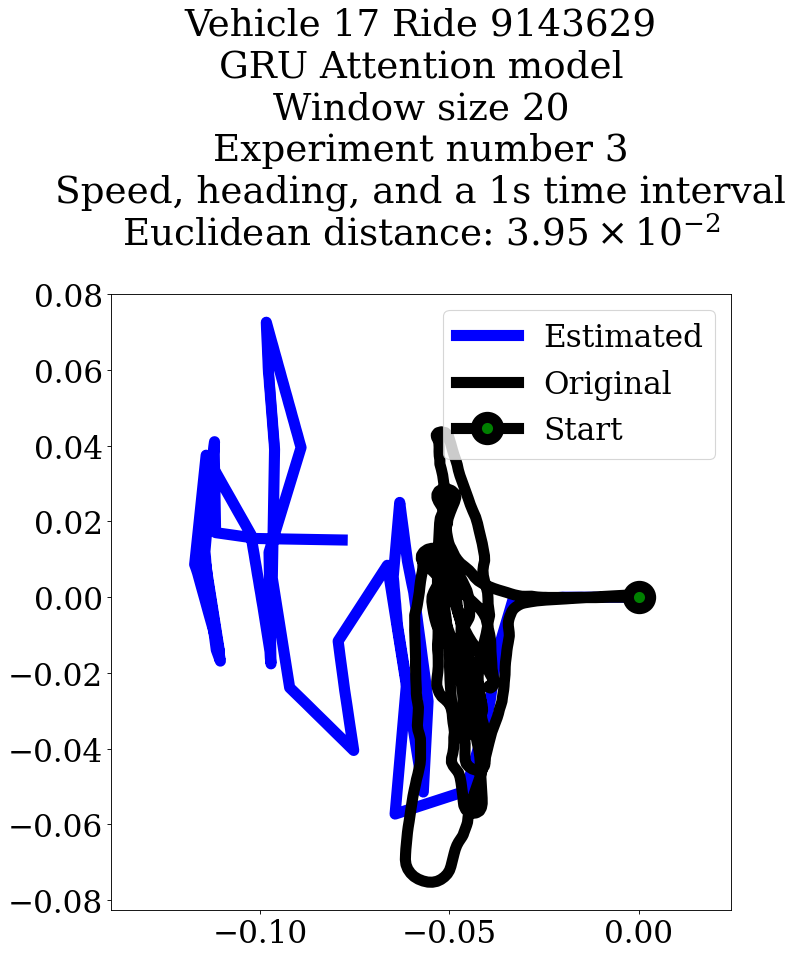 Vehicle 17 Ride 9143629
GRU Attention model
Window size 20
Experiment number 3
Speed, heading, and a 1s time interval
Euclidean distance: 3.95 × 10⁻²
Estimated
Original
Start
0.08
0.06
0.04
0.02
0.00
−0.02
−0.04
−0.06
−0.08
−0.10 −0.05 0.00